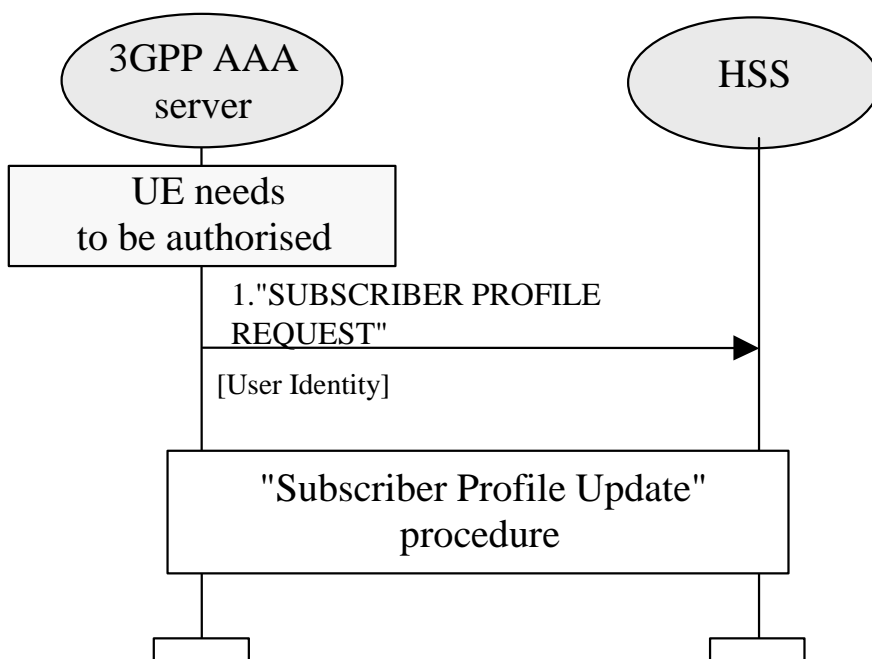 3GPP AAA
server
HSS
UE needs
to be authorised
1."SUBSCRIBER PROFILE
REQUEST"
[User Identity]
"Subscriber Profile Update"
procedure